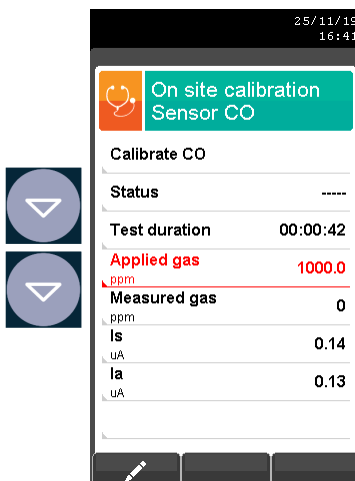 25/11/19
16:41
On site calibration
Sensor CO
Calibrate CO
Status -----
Test duration 00:00:42
Applied gas 1000.0
ppm
Measured gas 0
ppm
Is 0.14
uA
Ia 0.13
uA